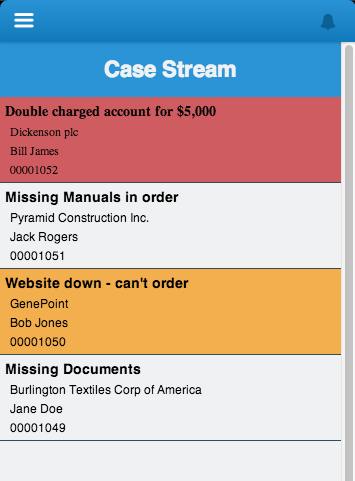 Case Stream
Double charged account for $5,000
Dickenson plc
Bill James
00001052
Missing Manuals in order
Pyramid Construction Inc.
Jack Rogers
00001051
Website down - can't order
GenePoint
Bob Jones
00001050
Missing Documents
Burlington Textiles Corp of America
Jane Doe
00001049